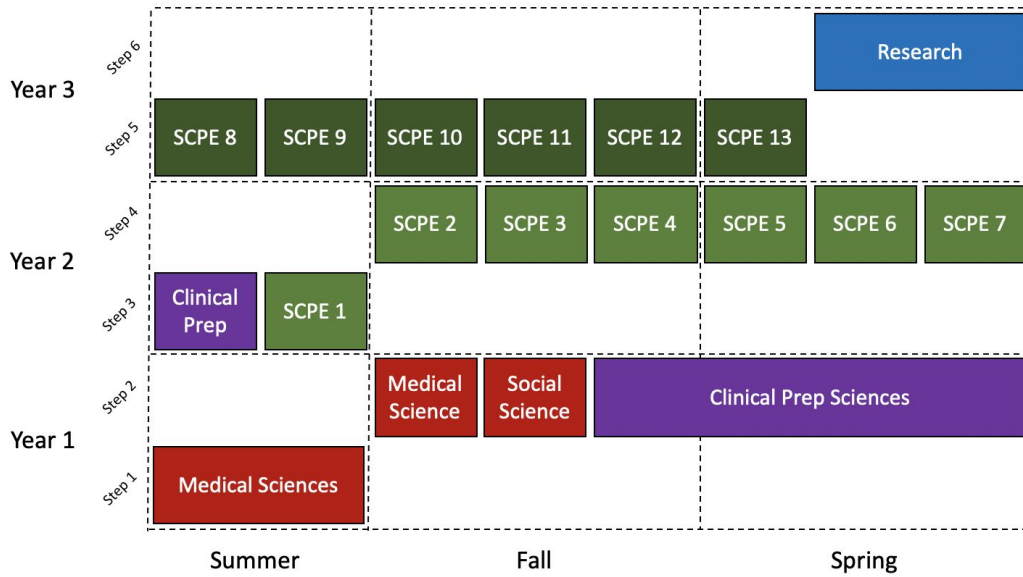 Year 3
Step 6
Research
Step 5
SCPE 8
SCPE 9
SCPE 10
SCPE 11
SCPE 12
SCPE 13
Year 2
Step 4
SCPE 2
SCPE 3
SCPE 4
SCPE 5
SCPE 6
SCPE 7
Step 3
Clinical
Prep
SCPE 1
Year 1
Step 2
Medical
Science
Social
Science
Clinical Prep Sciences
Step 1
Medical Sciences
Summer
Fall
Spring